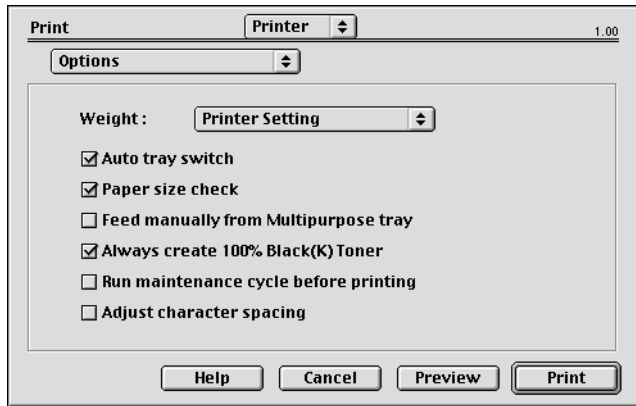 Print Printer 1.00
Options
Weight : Printer Setting
Auto tray switch
Paper size check
Feed manually from Multipurpose tray
Always create 100% Black(K) Toner
Run maintenance cycle before printing
Adjust character spacing
Help Cancel Preview Print